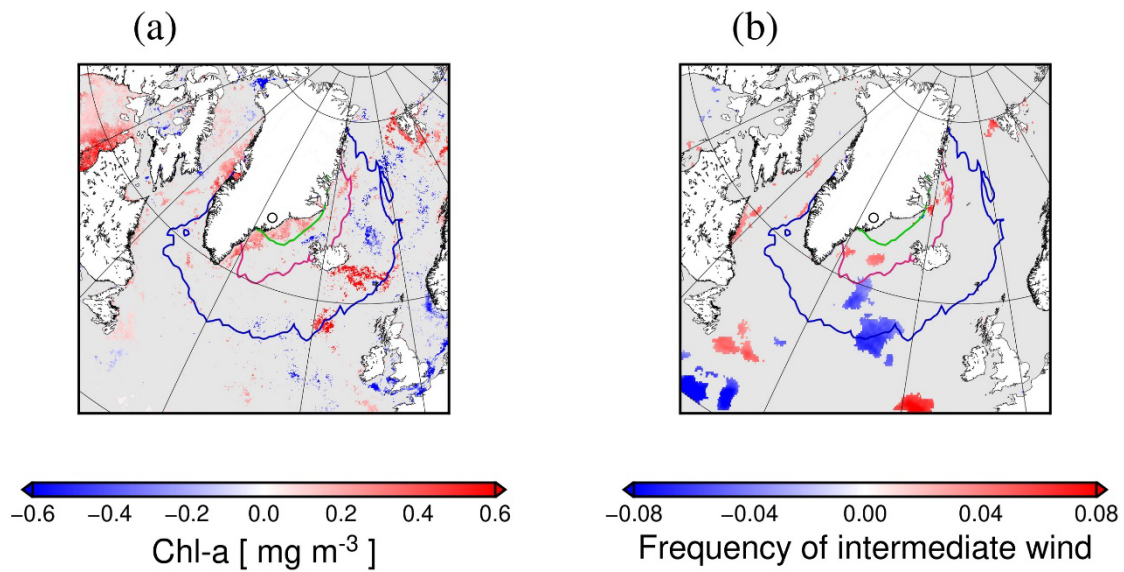 (a)
(b)
−0.6 −0.4 −0.2 0.0 0.2 0.4 0.6
Chl-a [ mg m-3 ]
−0.08 −0.04 0.00 0.04 0.08
Frequency of intermediate wind